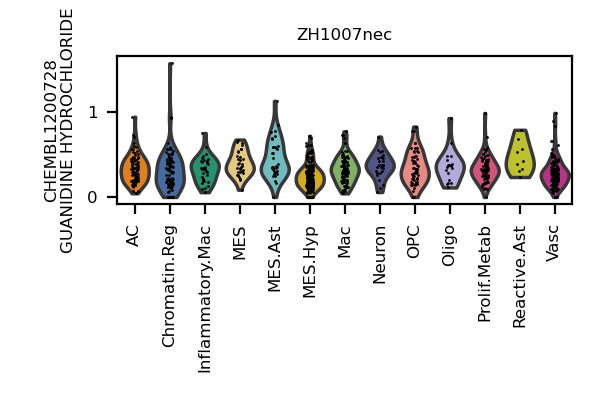 ZH1007nec
CHEMBL1200728
GUANIDINE HYDROCHLORIDE
1
0
AC
Chromatin.Reg
Inflammatory.Mac
MES
MES.Ast
MES.Hyp
Mac
Neuron
OPC
Oligo
Prolif.Metab
Reactive.Ast
Vasc